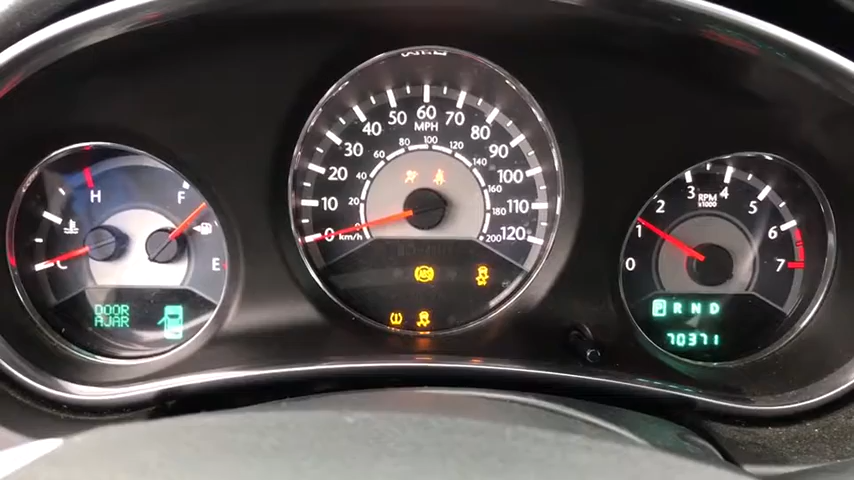 H
C
F
E
DOOR
AJAR
0 10 20 30 40 50 60 70 80 90 100 110 120
MPH
0 20 40 60 80 100 120 140 160 180 200
km/h
ABS
0 1 2 3 4 5 6 7
RPM
x1000
P R N D
70371